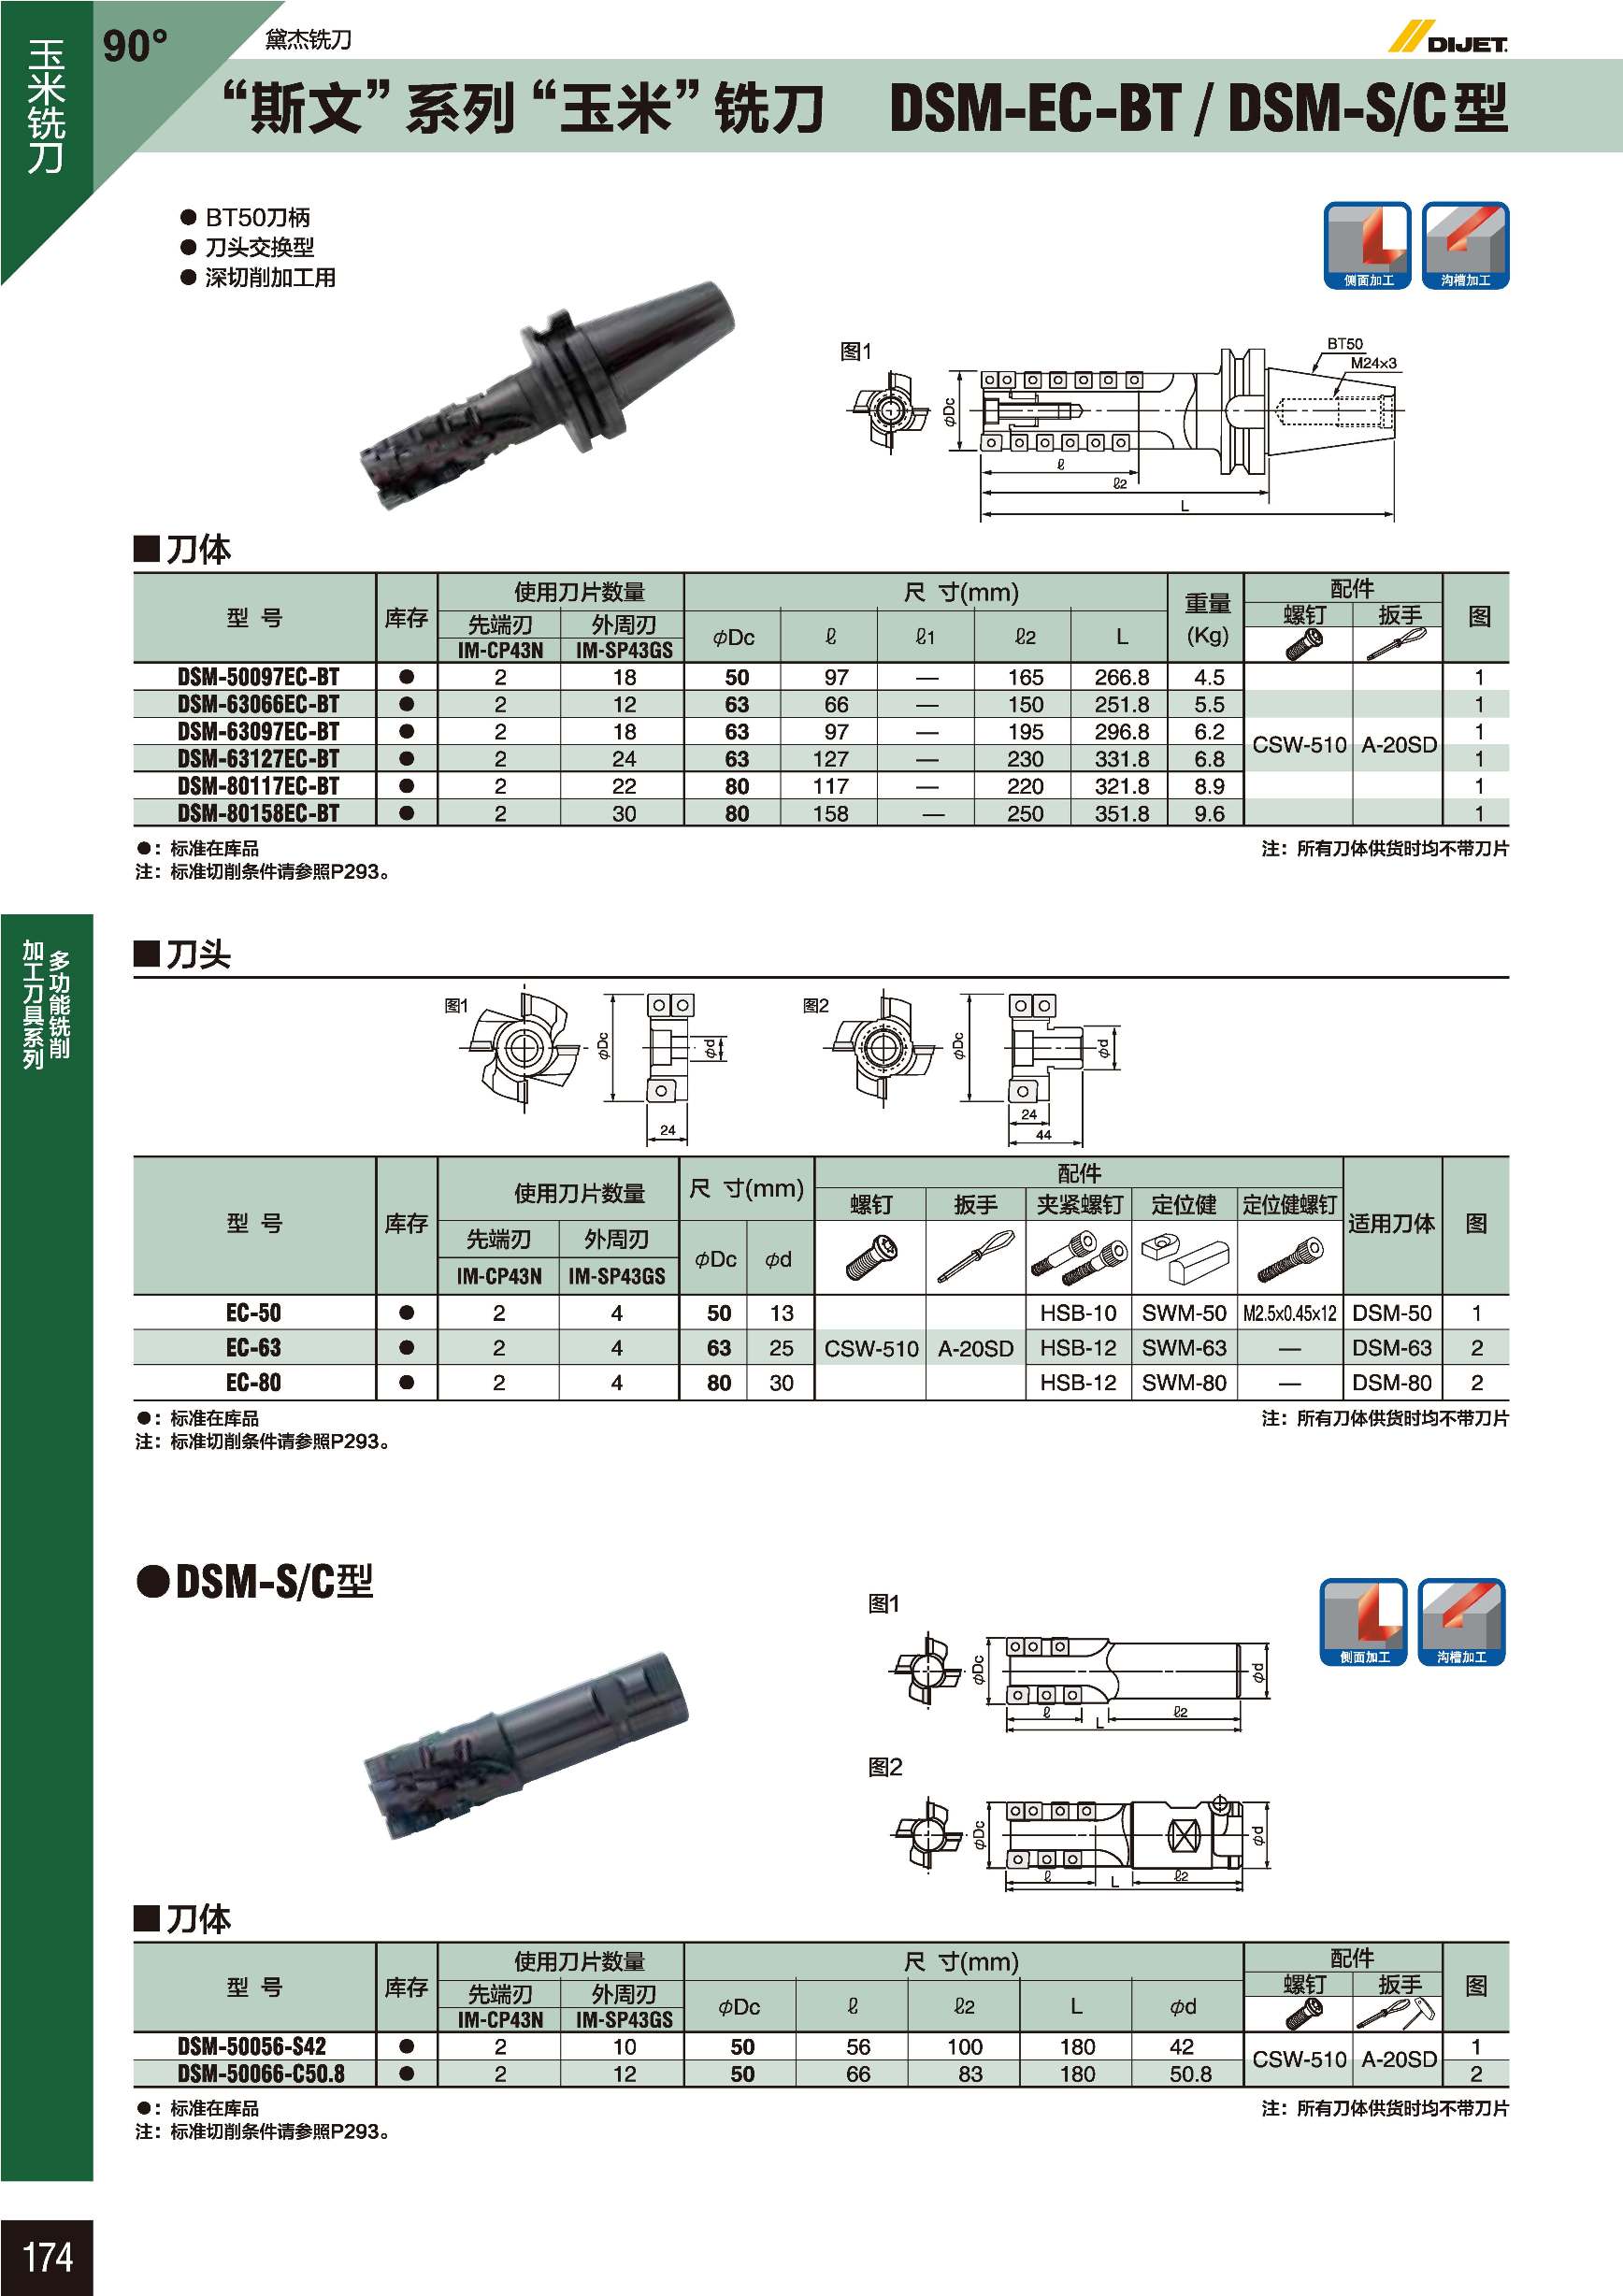 玉米铣刀
90°
黛杰铣刀
DIJET
“斯文”系列“玉米”铣刀 DSM-EC-BT / DSM-S/C型
● BT50刀柄
● 刀头交换型
● 深切削加工用
侧面加工 沟槽加工
图1
BT50
M24×3
φDc
ℓ
ℓ2
L
■刀体
型 号 库存 使用刀片数量 尺 寸(mm) 重量 (Kg) 配件 图
先端刃 外周刃 φDc ℓ ℓ1 ℓ2 L 螺钉 扳手
IM-CP43N IM-SP43GS
DSM-50097EC-BT ● 2 18 50 97 — 165 266.8 4.5 1
DSM-63066EC-BT ● 2 12 63 66 — 150 251.8 5.5 1
DSM-63097EC-BT ● 2 18 63 97 — 195 296.8 6.2 1
CSW-510 A-20SD
DSM-63127EC-BT ● 2 24 63 127 — 230 331.8 6.8 1
DSM-80117EC-BT ● 2 22 80 117 — 220 321.8 8.9 1
DSM-80158EC-BT ● 2 30 80 158 — 250 351.8 9.6 1
●：标准在库品 注：所有刀体供货时均不带刀片
注：标准切削条件请参照P293。
多功能铣削
加工刀具系列
■刀头
图1 φDc φd 24
图2 φDc φd 24 44
型 号 库存 使用刀片数量 尺 寸(mm) 配件 适用刀体 图
先端刃 外周刃 φDc φd 螺钉 扳手 夹紧螺钉 定位健 定位健螺钉
IM-CP43N IM-SP43GS
EC-50 ● 2 4 50 13 HSB-10 SWM-50 M2.5x0.45x12 DSM-50 1
EC-63 ● 2 4 63 25 CSW-510 A-20SD HSB-12 SWM-63 — DSM-63 2
EC-80 ● 2 4 80 30 HSB-12 SWM-80 — DSM-80 2
●：标准在库品 注：所有刀体供货时均不带刀片
注：标准切削条件请参照P293。
●DSM-S/C型
侧面加工 沟槽加工
图1
φDc φd
ℓ L ℓ2
图2
φDc φd
ℓ L ℓ2
■刀体
型 号 库存 使用刀片数量 尺 寸(mm) 配件 图
先端刃 外周刃 φDc ℓ ℓ2 L φd 螺钉 扳手
IM-CP43N IM-SP43GS
DSM-50056-S42 ● 2 10 50 56 100 180 42 1
CSW-510 A-20SD
DSM-50066-C50.8 ● 2 12 50 66 83 180 50.8 2
●：标准在库品 注：所有刀体供货时均不带刀片
注：标准切削条件请参照P293。
174